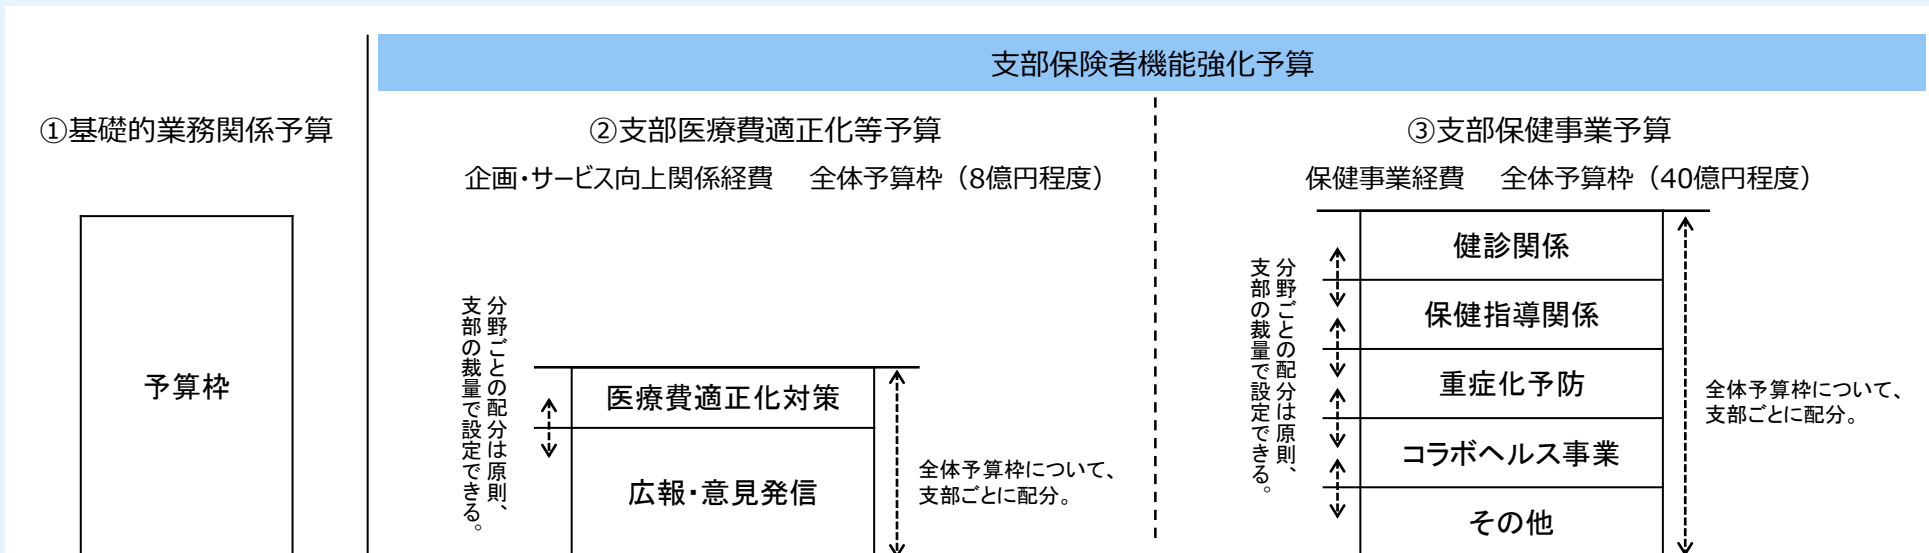 支部保険者機能強化予算
①基礎的業務関係予算
予算枠
②支部医療費適正化等予算
企画・サービス向上関係経費 全体予算枠（8億円程度）
分野ごとの配分は原則、
支部の裁量で設定できる。
医療費適正化対策
広報・意見発信
全体予算枠について、
支部ごとに配分。
③支部保健事業予算
保健事業経費 全体予算枠（40億円程度）
分野ごとの配分は原則、
支部の裁量で設定できる。
健診関係
保健指導関係
重症化予防
コラボヘルス事業
その他
全体予算枠について、
支部ごとに配分。